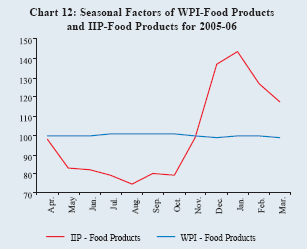 Chart 12: Seasonal Factors of WPI-Food Products
and IIP-Food Products for 2005-06
150
140
130
120
110
100
90
80
70
Apr. May Jun. Jul. Aug. Sep. Oct. Nov. Dec. Jan. Feb. Mar.
IIP - Food Products WPI - Food Products